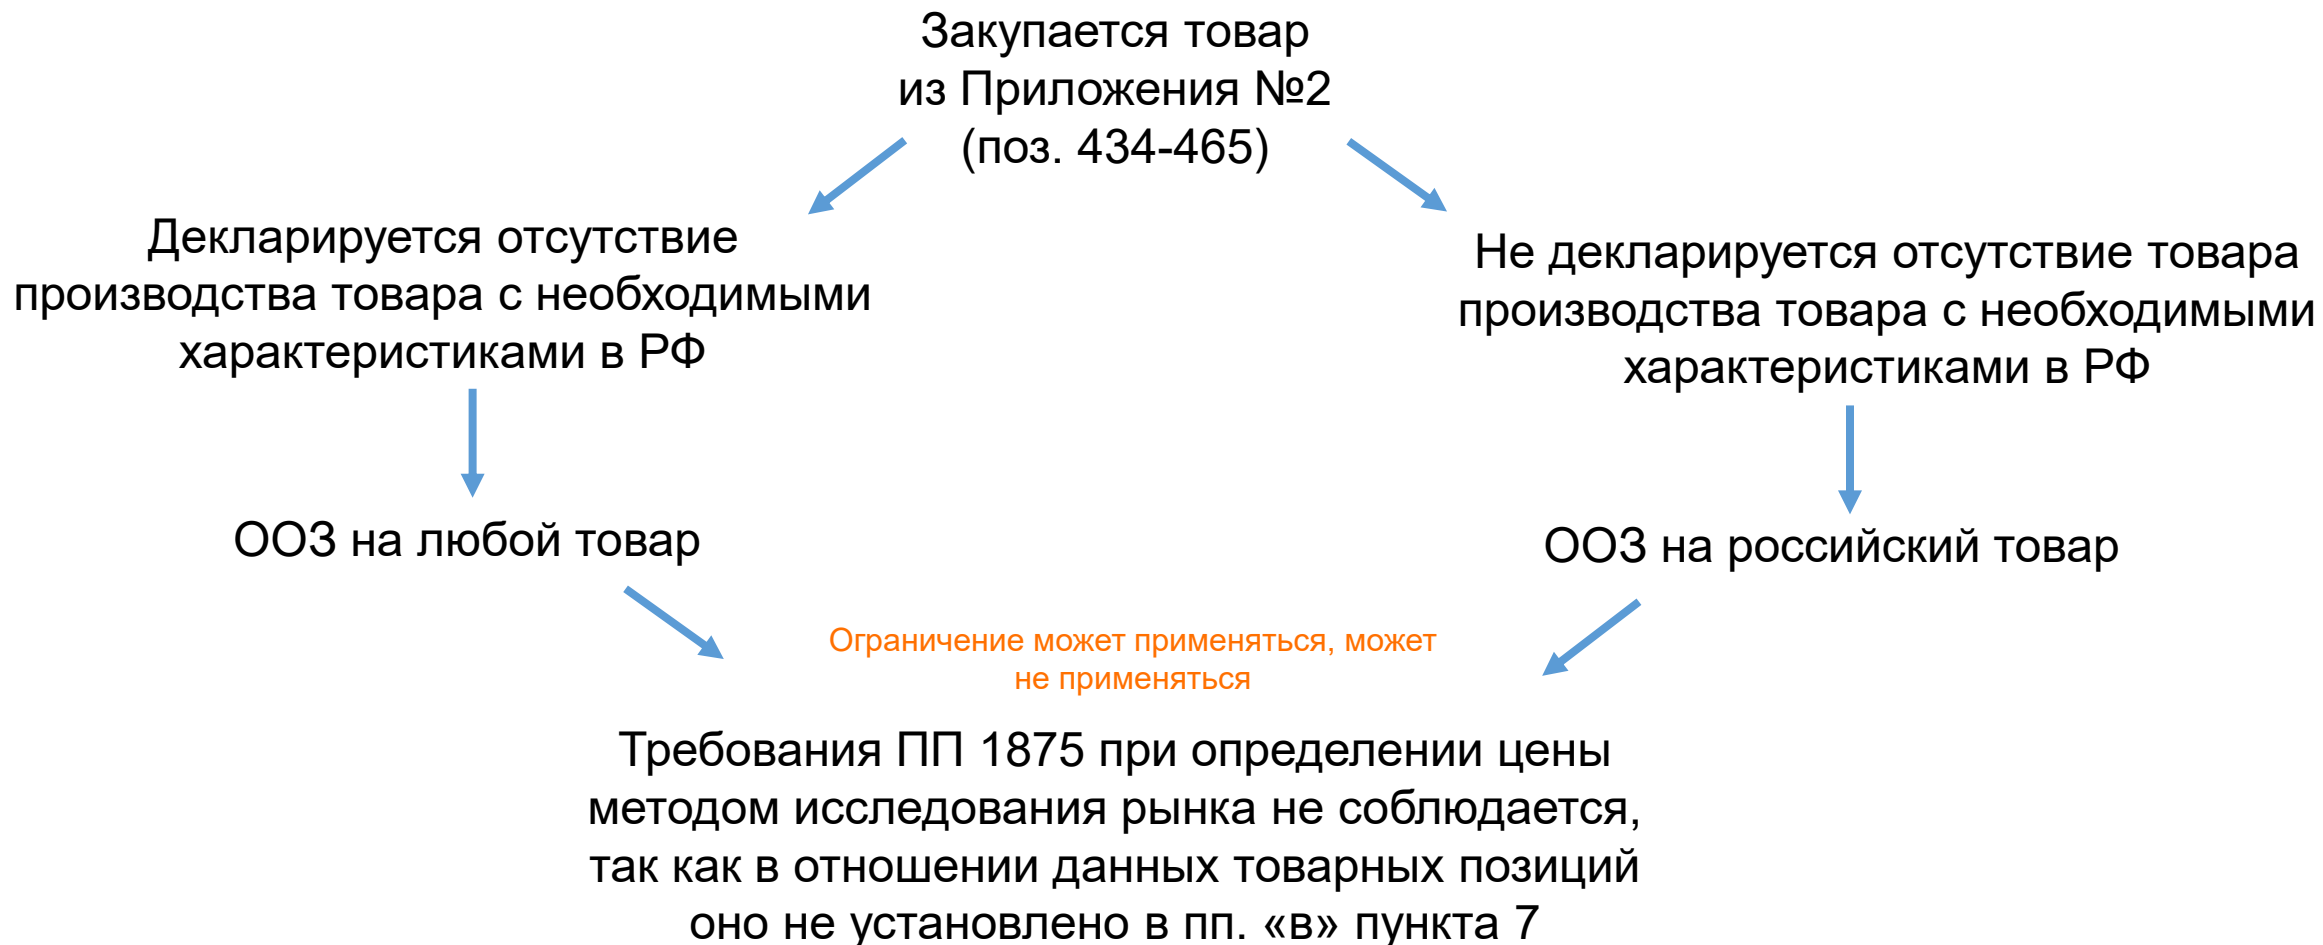 Закупается товар
из Приложения №2
(поз. 434-465)
Декларируется отсутствие
производства товара с необходимыми
характеристиками в РФ
Не декларируется отсутствие товара
производства товара с необходимыми
характеристиками в РФ
ООЗ на любой товар
ООЗ на российский товар
Ограничение может применяться, может
не применяться
Требования ПП 1875 при определении цены
методом исследования рынка не соблюдается,
так как в отношении данных товарных позиций
оно не установлено в пп. «в» пункта 7